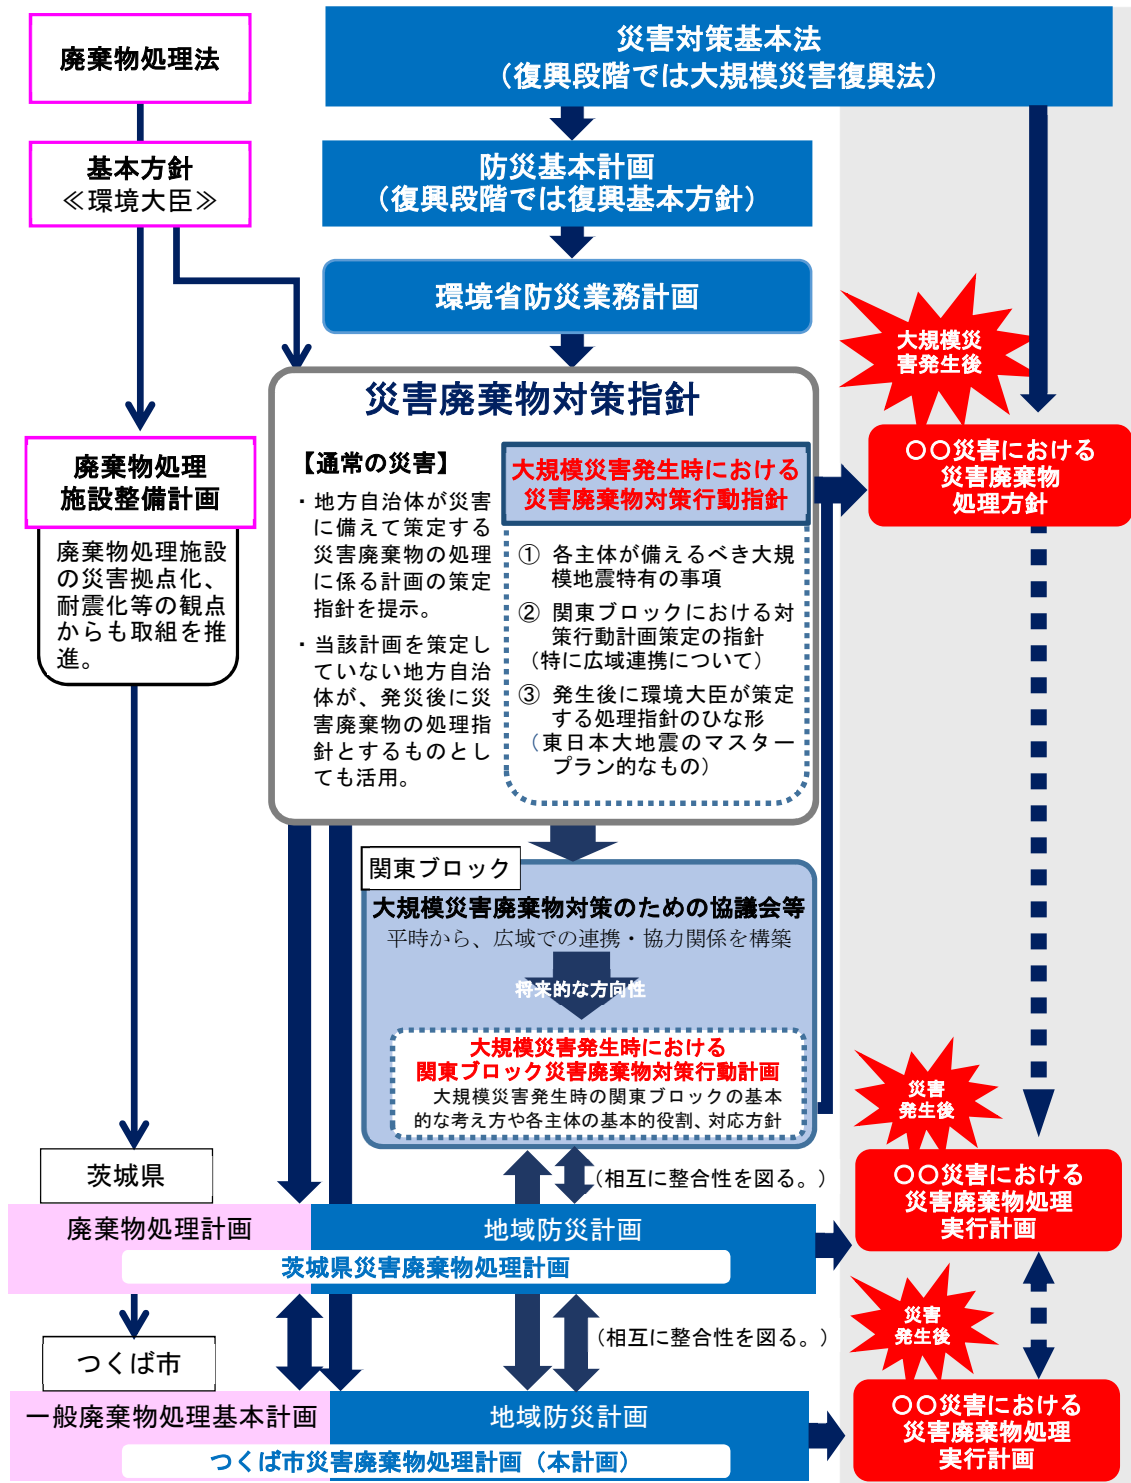 廃棄物処理法
災害対策基本法
（復興段階では大規模災害復興法）
基本方針
≪環境大臣≫
防災基本計画
（復興段階では復興基本方針）
環境省防災業務計画
大規模災
害発生後
災害廃棄物対策指針
廃棄物処理
施設整備計画
廃棄物処理施設
の災害拠点化、
耐震化等の観点
からも取組を推
進。
【通常の災害】
・地方自治体が災害
に備えて策定する
災害廃棄物の処理
に係る計画の策定
指針を提示。
・当該計画を策定し
ていない地方自治
体が、発災後に災
害廃棄物の処理指
針とするものとし
ても活用。
大規模災害発生時における
災害廃棄物対策行動指針
① 各主体が備えるべき大規
模地震特有の事項
② 関東ブロックにおける対
策行動計画策定の指針
（特に広域連携について）
③ 発生後に環境大臣が策定
する処理指針のひな形
（東日本大地震のマスター
プラン的なもの）
〇〇災害における
災害廃棄物
処理方針
関東ブロック
大規模災害廃棄物対策のための協議会等
平時から、広域での連携・協力関係を構築
将来的な方向性
大規模災害発生時における
関東ブロック災害廃棄物対策行動計画
大規模災害発生時の関東ブロックの基本
的な考え方や各主体の基本的役割、対応方針
災害
発生後
茨城県
（相互に整合性を図る。）
〇〇災害における
災害廃棄物処理
実行計画
廃棄物処理計画
地域防災計画
茨城県災害廃棄物処理計画
災害
発生後
つくば市
（相互に整合性を図る。）
一般廃棄物処理基本計画
地域防災計画
つくば市災害廃棄物処理計画（本計画）
〇〇災害における
災害廃棄物処理
実行計画